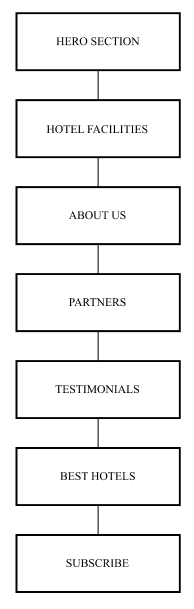 HERO SECTION
HOTEL FACILITIES
ABOUT US
PARTNERS
TESTIMONIALS
BEST HOTELS
SUBSCRIBE